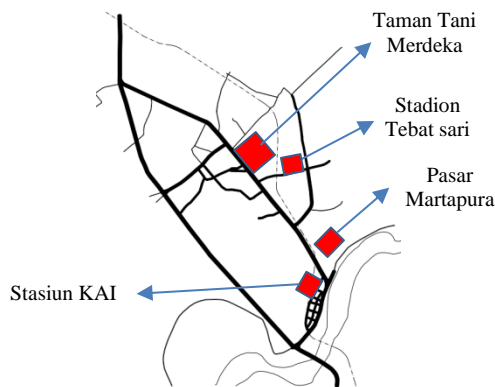 Taman Tani
Merdeka
Stadion
Tebat sari
Pasar
Martapura
Stasiun KAI